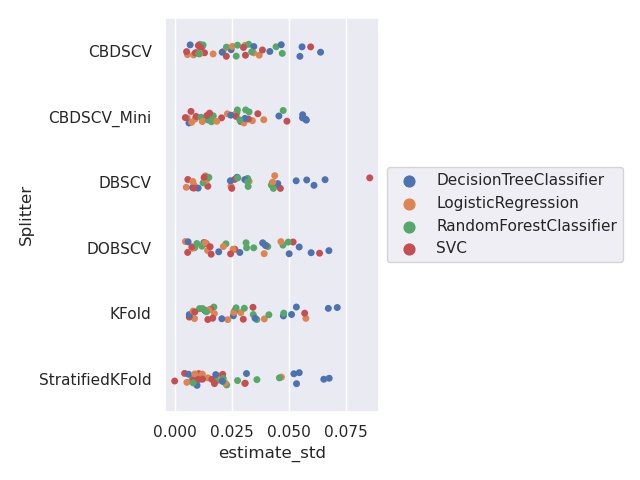 CBDSCV
CBDSCV_Mini
DBSCV
DOBSCV
KFold
StratifiedKFold
Splitter
0.000 0.025 0.050 0.075
estimate_std
DecisionTreeClassifier
LogisticRegression
RandomForestClassifier
SVC